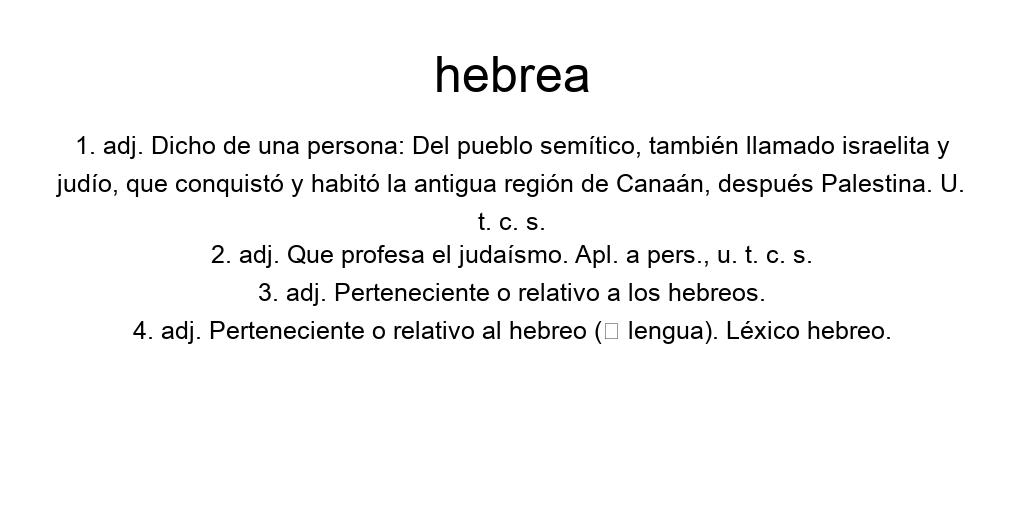 hebrea
1. adj. Dicho de una persona: Del pueblo semítico, también llamado israelita y
judío, que conquistó y habitó la antigua región de Canaán, después Palestina. U.
t. c. s.
2. adj. Que profesa el judaísmo. Apl. a pers., u. t. c. s.
3. adj. Perteneciente o relativo a los hebreos.
4. adj. Perteneciente o relativo al hebreo (□ lengua). Léxico hebreo.